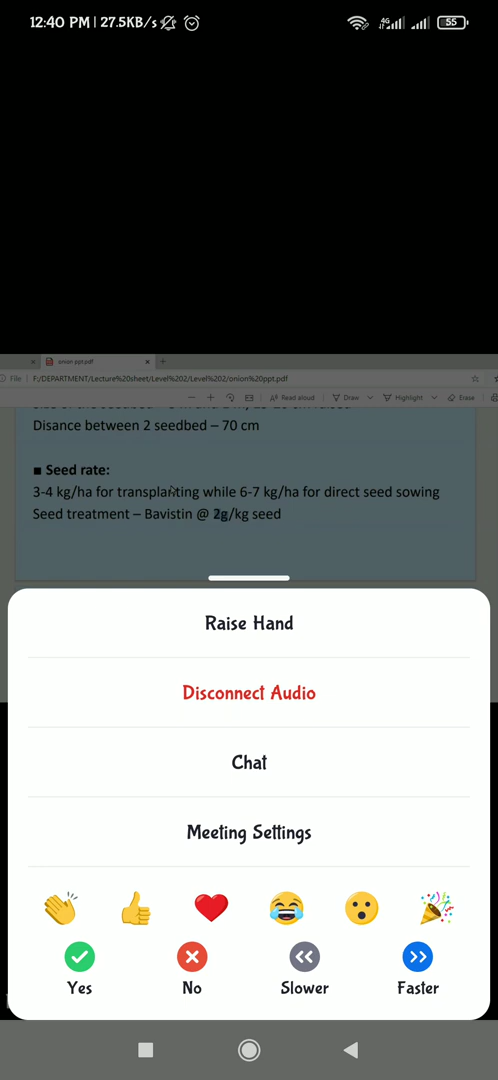 12:40 PM | 27.5KB/s
4G
55
onion ppt.pdf
File | F:/DEPARTMENT/Lecture%20sheet/Level%202/Level%202/onion%20ppt.pdf
Read aloud
Draw
Highlight
Erase
Disance between 2 seedbed – 70 cm
■ Seed rate:
3-4 kg/ha for transplanting while 6-7 kg/ha for direct seed sowing
Seed treatment – Bavistin @ 2g/kg seed
Raise Hand
Disconnect Audio
Chat
Meeting Settings
Yes
No
Slower
Faster